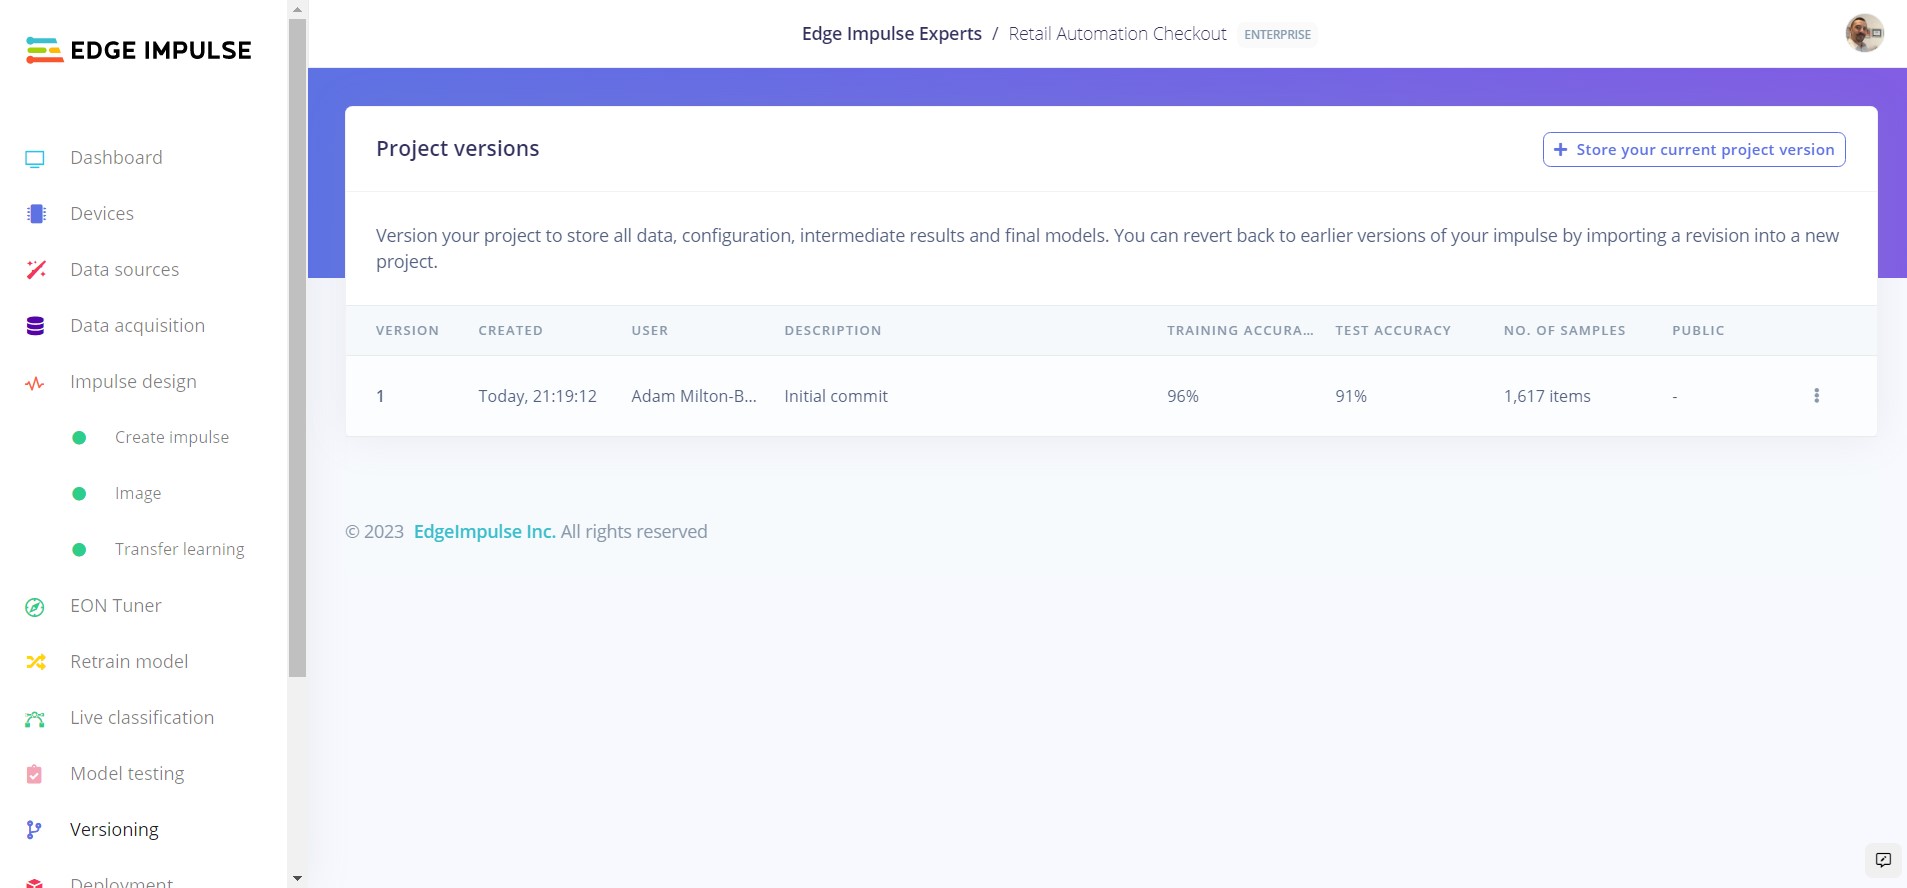 EDGE IMPULSE
Edge Impulse Experts / Retail Automation Checkout ENTERPRISE
Dashboard
Devices
Data sources
Data acquisition
Impulse design
Create impulse
Image
Transfer learning
EON Tuner
Retrain model
Live classification
Model testing
Versioning
Deployment
Project versions
+ Store your current project version
Version your project to store all data, configuration, intermediate results and final models. You can revert back to earlier versions of your impulse by importing a revision into a new
project.
VERSION CREATED USER DESCRIPTION TRAINING ACCURA... TEST ACCURACY NO. OF SAMPLES PUBLIC
1 Today, 21:19:12 Adam Milton-B... Initial commit 96% 91% 1,617 items -
© 2023 EdgeImpulse Inc. All rights reserved